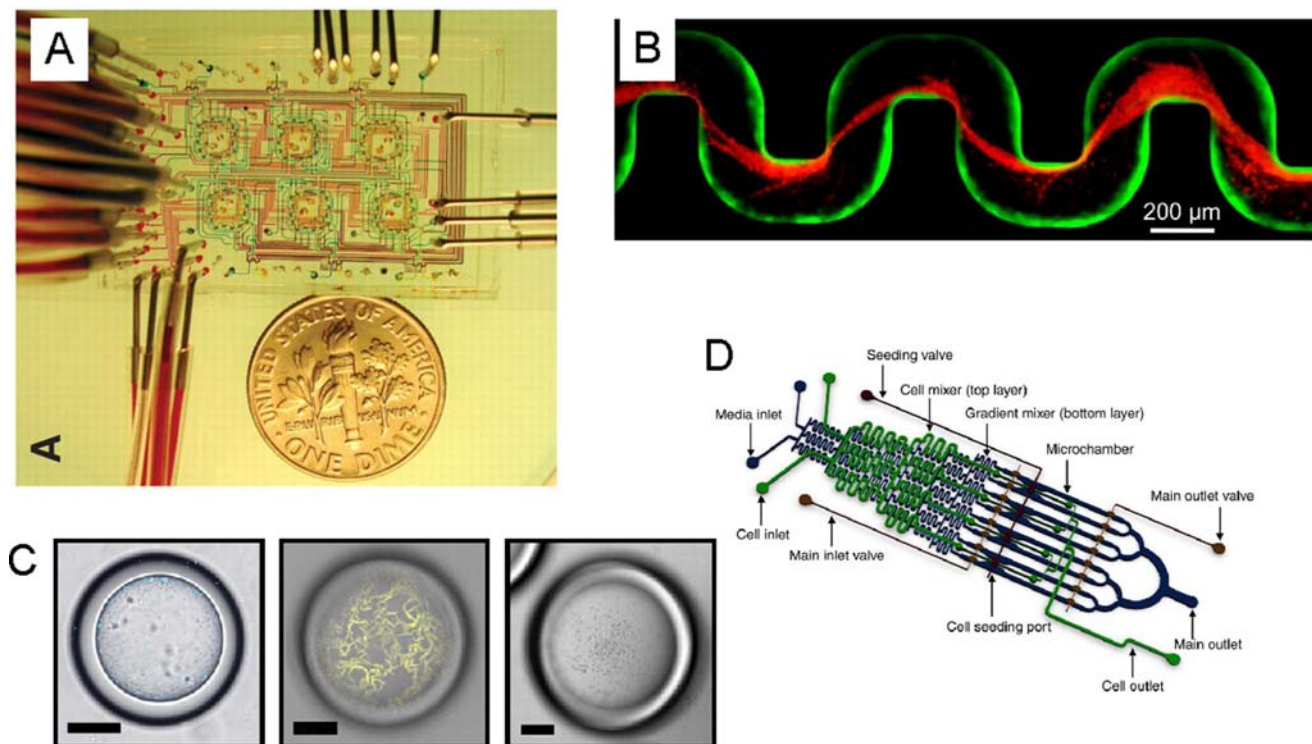 A
UNITED STATES OF AMERICA
ONE DIME
A
B
200 µm
C
D
Seeding valve
Cell mixer (top layer)
Gradient mixer (bottom layer)
Media inlet
Microchamber
Main outlet valve
Cell inlet
Main inlet valve
Cell seeding port
Main outlet
Cell outlet